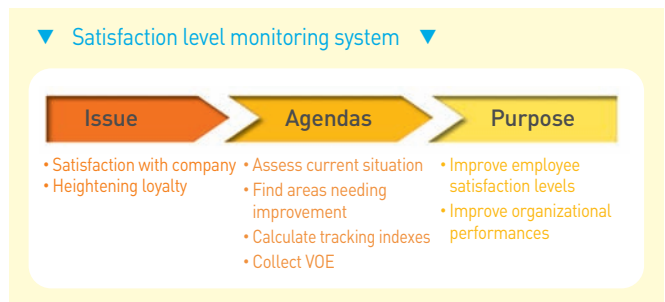 ▼ Satisfaction level monitoring system ▼
Issue
Agendas
Purpose
• Satisfaction with company
• Heightening loyalty
• Assess current situation
• Find areas needing
improvement
• Calculate tracking indexes
• Collect VOE
• Improve employee
satisfaction levels
• Improve organizational
performances